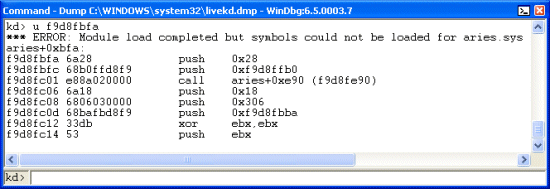 Command - Dump C:\WINDOWS\system32\livekd.dmp - WinDbg:6.5.0003.7
kd> u f9d8fbfa
*** ERROR: Module load completed but symbols could not be loaded for aries.sys
aries+0xbfa:
f9d8fbfa 6a28 push 0x28
f9d8fbfc 68b0ffd8f9 push 0xf9d8ffb0
f9d8fc01 e88a020000 call aries+0xe90 (f9d8fe90)
f9d8fc06 6a18 push 0x18
f9d8fc08 6806030000 push 0x306
f9d8fc0d 68bafbd8f9 push 0xf9d8fbba
f9d8fc12 33db xor ebx,ebx
f9d8fc14 53 push ebx
kd>